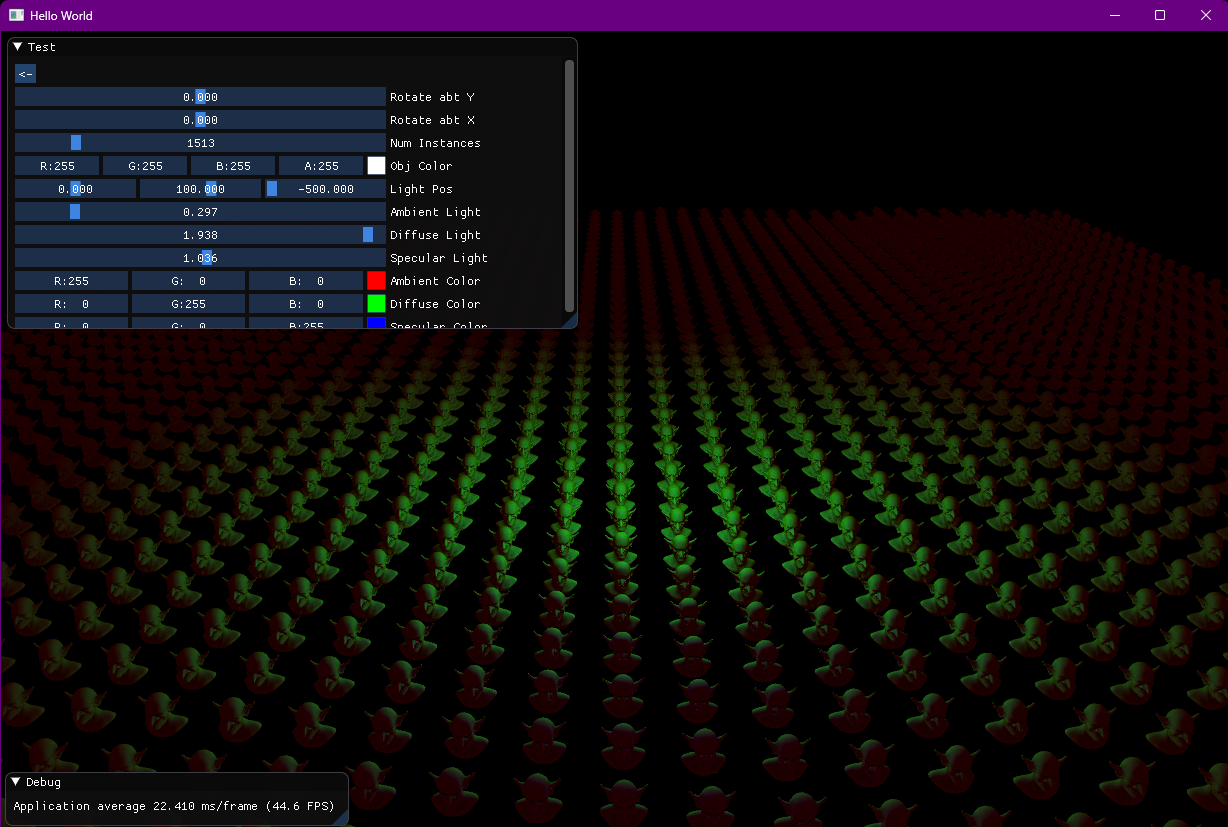 Hello World
Test
<-
0.000 Rotate abt Y
0.000 Rotate abt X
1513 Num Instances
R:255 G:255 B:255 A:255 Obj Color
0.000 100.000 -500.000 Light Pos
0.297 Ambient Light
1.938 Diffuse Light
1.036 Specular Light
R:255 G: 0 B: 0 Ambient Color
R: 0 G:255 B: 0 Diffuse Color
R: 0 G: 0 B:255 Specular Color
Debug
Application average 22.410 ms/frame (44.6 FPS)